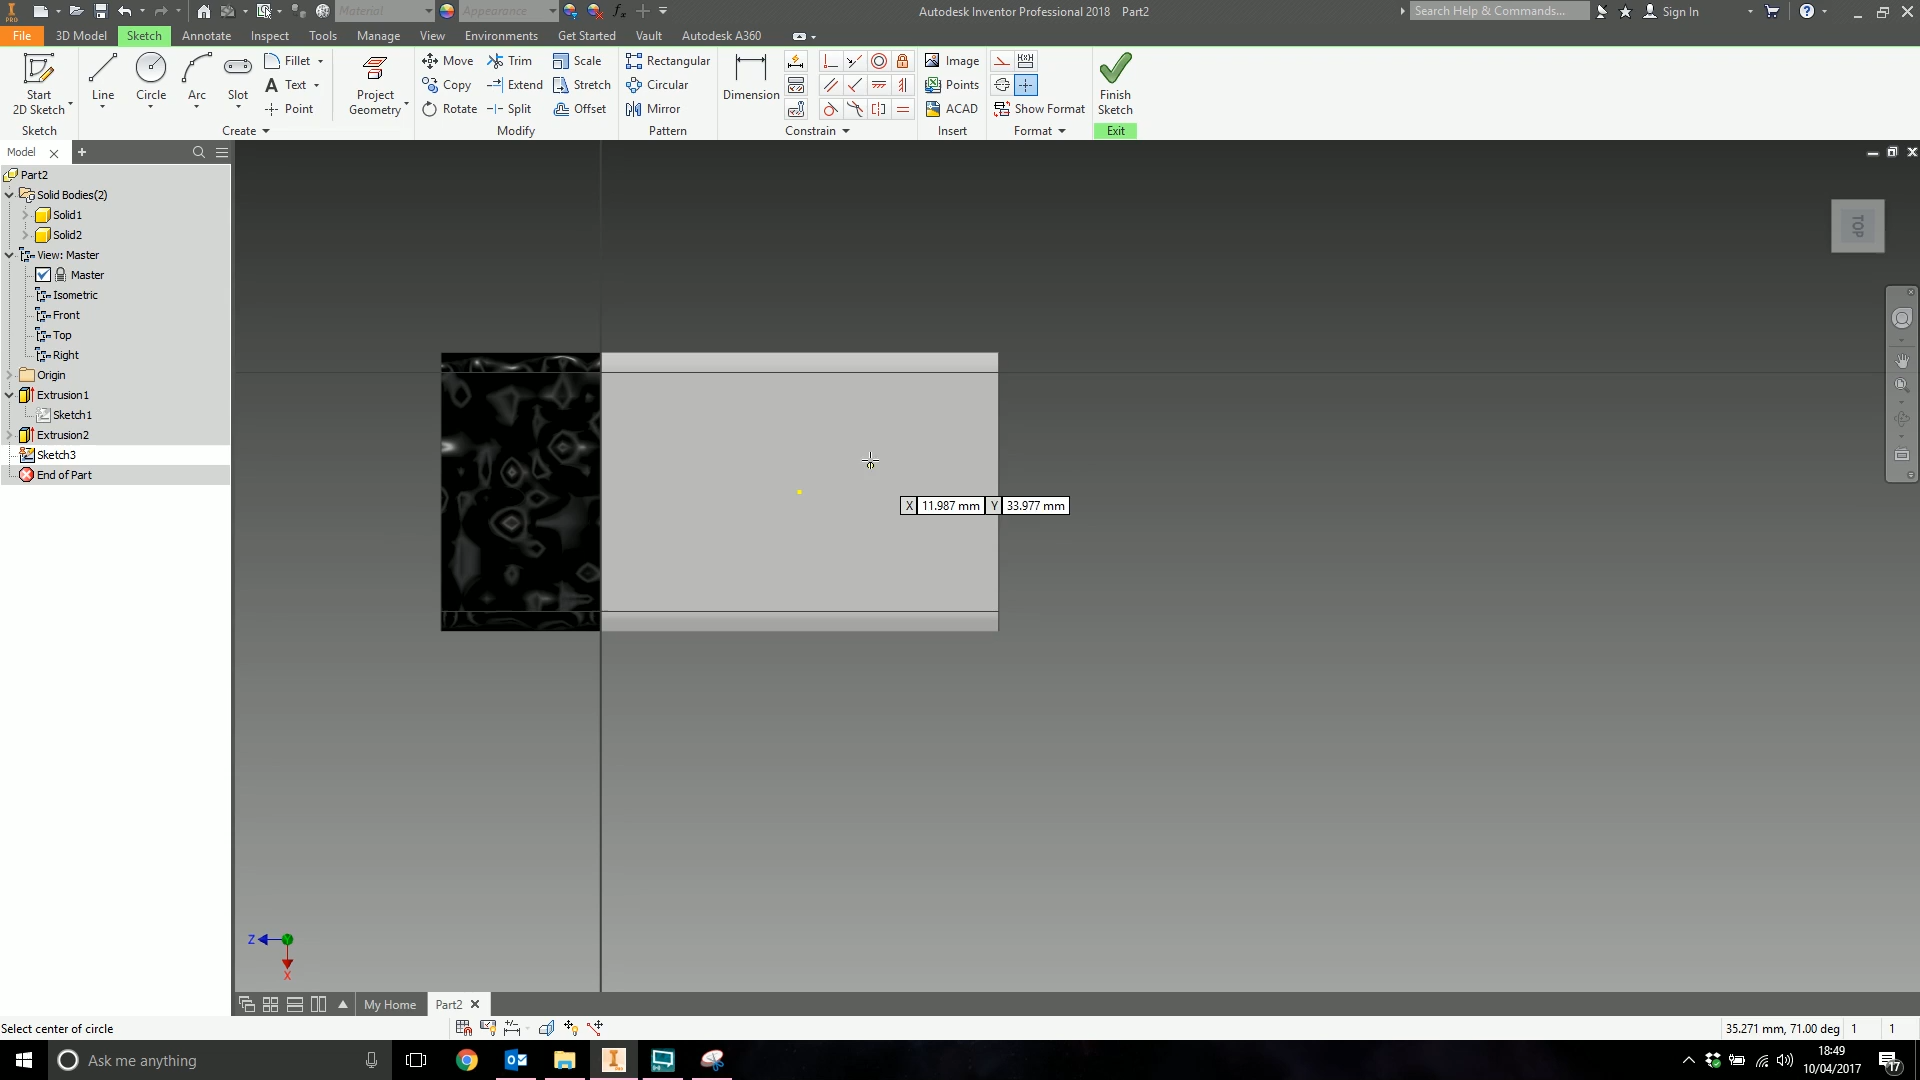 PRO
Material
Appearance
fx
Autodesk Inventor Professional 2018 Part2
Search Help & Commands...
Sign In
File 3D Model Sketch Annotate Inspect Tools Manage View Environments Get Started Vault Autodesk A360
Start
2D Sketch
Line
Circle
Arc
Slot
Fillet
Text
Point
Project
Geometry
Move
Copy
Rotate
Trim
Extend
Split
Scale
Stretch
Offset
Rectangular
Circular
Mirror
Dimension
Image
Points
ACAD
Show Format
Finish
Sketch
Sketch Create Modify Pattern Constrain Insert Format Exit
Model
Part2
Solid Bodies(2)
Solid1
Solid2
View: Master
Master
Isometric
Front
Top
Right
Origin
Extrusion1
Sketch1
Extrusion2
Sketch3
End of Part
TOP
X 11.987 mm Y 33.977 mm
Z
X
My Home Part2
Select center of circle
35.271 mm, 71.00 deg 1 1
Ask me anything
18:49
10/04/2017
17